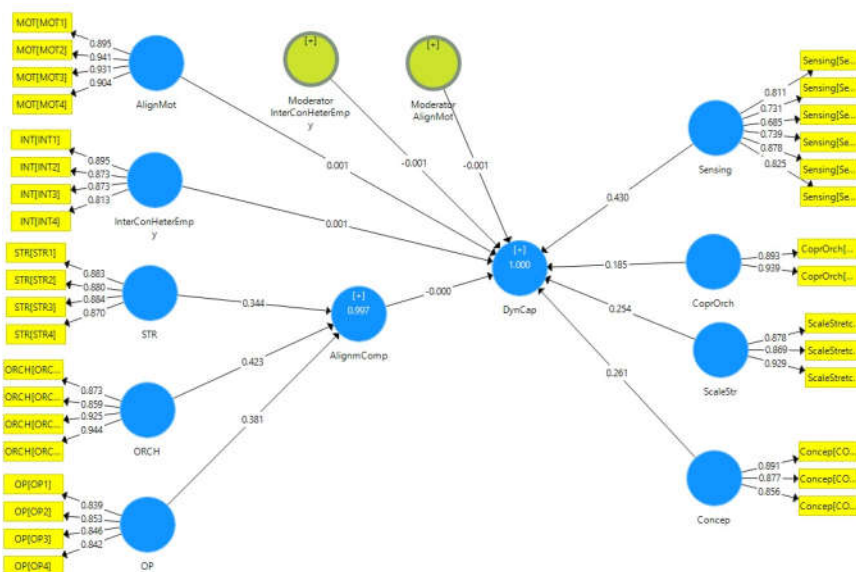 MOT[MOT1]
MOT[MOT2]
MOT[MOT3]
MOT[MOT4]
0.895
0.941
0.931
0.904
AlignMot
[+]
Moderator
InterConHeterEmp
y
[+]
Moderator
AlignMot
INT[INT1]
INT[INT2]
INT[INT3]
INT[INT4]
0.895
0.873
0.873
0.813
InterConHeterEmp
y
0.001
-0.001
-0.001
0.001
STR[STR1]
STR[STR2]
STR[STR3]
STR[STR4]
0.883
0.880
0.884
0.870
STR
0.344
[+]
0.997
AlignmComp
-0.000
[+]
1.000
DynCap
ORCH[ORC...
ORCH[ORC...
ORCH[ORC...
ORCH[ORC...
0.873
0.859
0.925
0.944
ORCH
0.423
OP[OP1]
OP[OP2]
OP[OP3]
OP[OP4]
0.839
0.853
0.846
0.842
OP
0.381
Sensing[Se...
Sensing[Se...
Sensing[Se...
Sensing[Se...
Sensing[Se...
Sensing[Se...
0.811
0.731
0.685
0.739
0.878
0.825
Sensing
0.430
CoprOrch[...
CoprOrch[...
0.893
0.939
CoprOrch
0.185
ScaleStretc.
ScaleStretc.
ScaleStretc.
0.878
0.869
0.929
ScaleStr
0.254
Concep[CO...
Concep[CO...
Concep[CO...
0.891
0.877
0.856
Concep
0.261